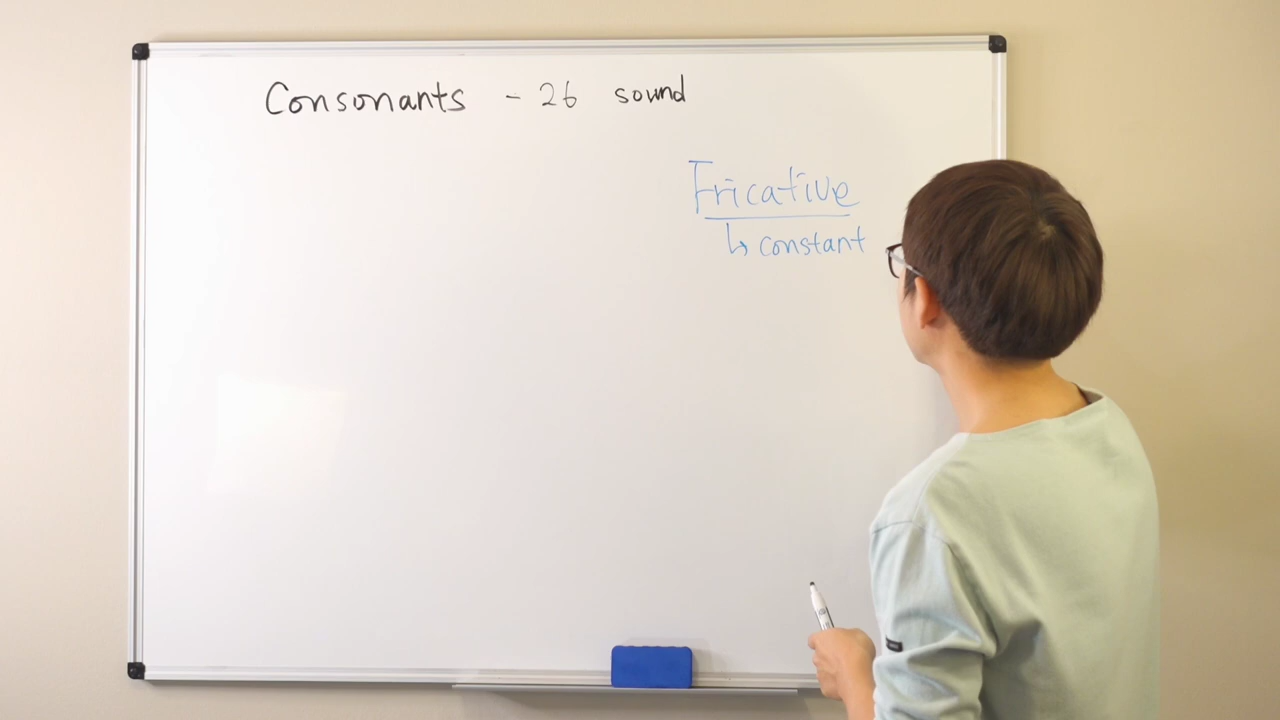 Consonants - 26 sound
Fricative
↳ constant